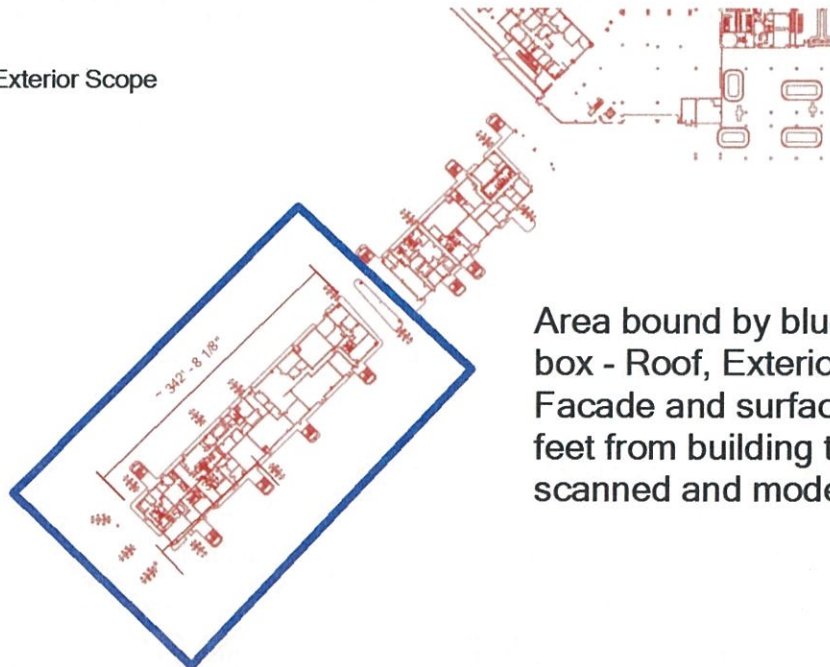 Exterior Scope
~ 342' - 8 1/8"
Area bound by blu
box - Roof, Exterio
Facade and surfac
feet from building t
scanned and mode